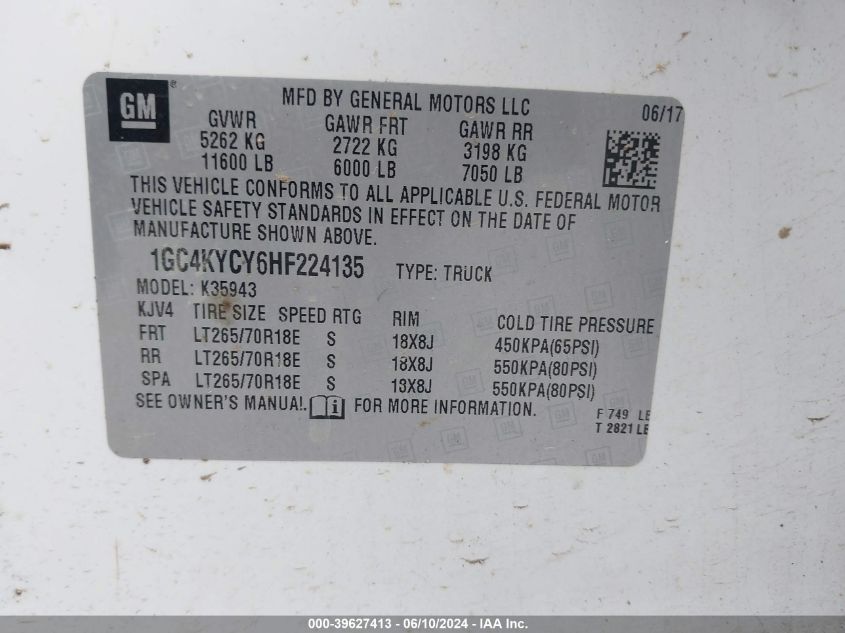 GM ® MFD BY GENERAL MOTORS LLC 06/17
GVWR GAWR FRT GAWR RR
5262 KG 2722 KG 3198 KG
11600 LB 6000 LB 7050 LB
THIS VEHICLE CONFORMS TO ALL APPLICABLE U.S. FEDERAL MOTOR
VEHICLE SAFETY STANDARDS IN EFFECT ON THE DATE OF
MANUFACTURE SHOWN ABOVE.
1GC4KYCY6HF224135 TYPE: TRUCK
MODEL: K35943
KJV4 TIRE SIZE SPEED RTG RIM COLD TIRE PRESSURE
FRT LT265/70R18E S 18X8J 450KPA(65PSI)
RR LT265/70R18E S 18X8J 550KPA(80PSI)
SPA LT265/70R18E S 18X8J 550KPA(80PSI)
SEE OWNER'S MANUAL. FOR MORE INFORMATION.
F 749 LB
T 2821 LB
000-39627413 - 06/10/2024 - IAA Inc.